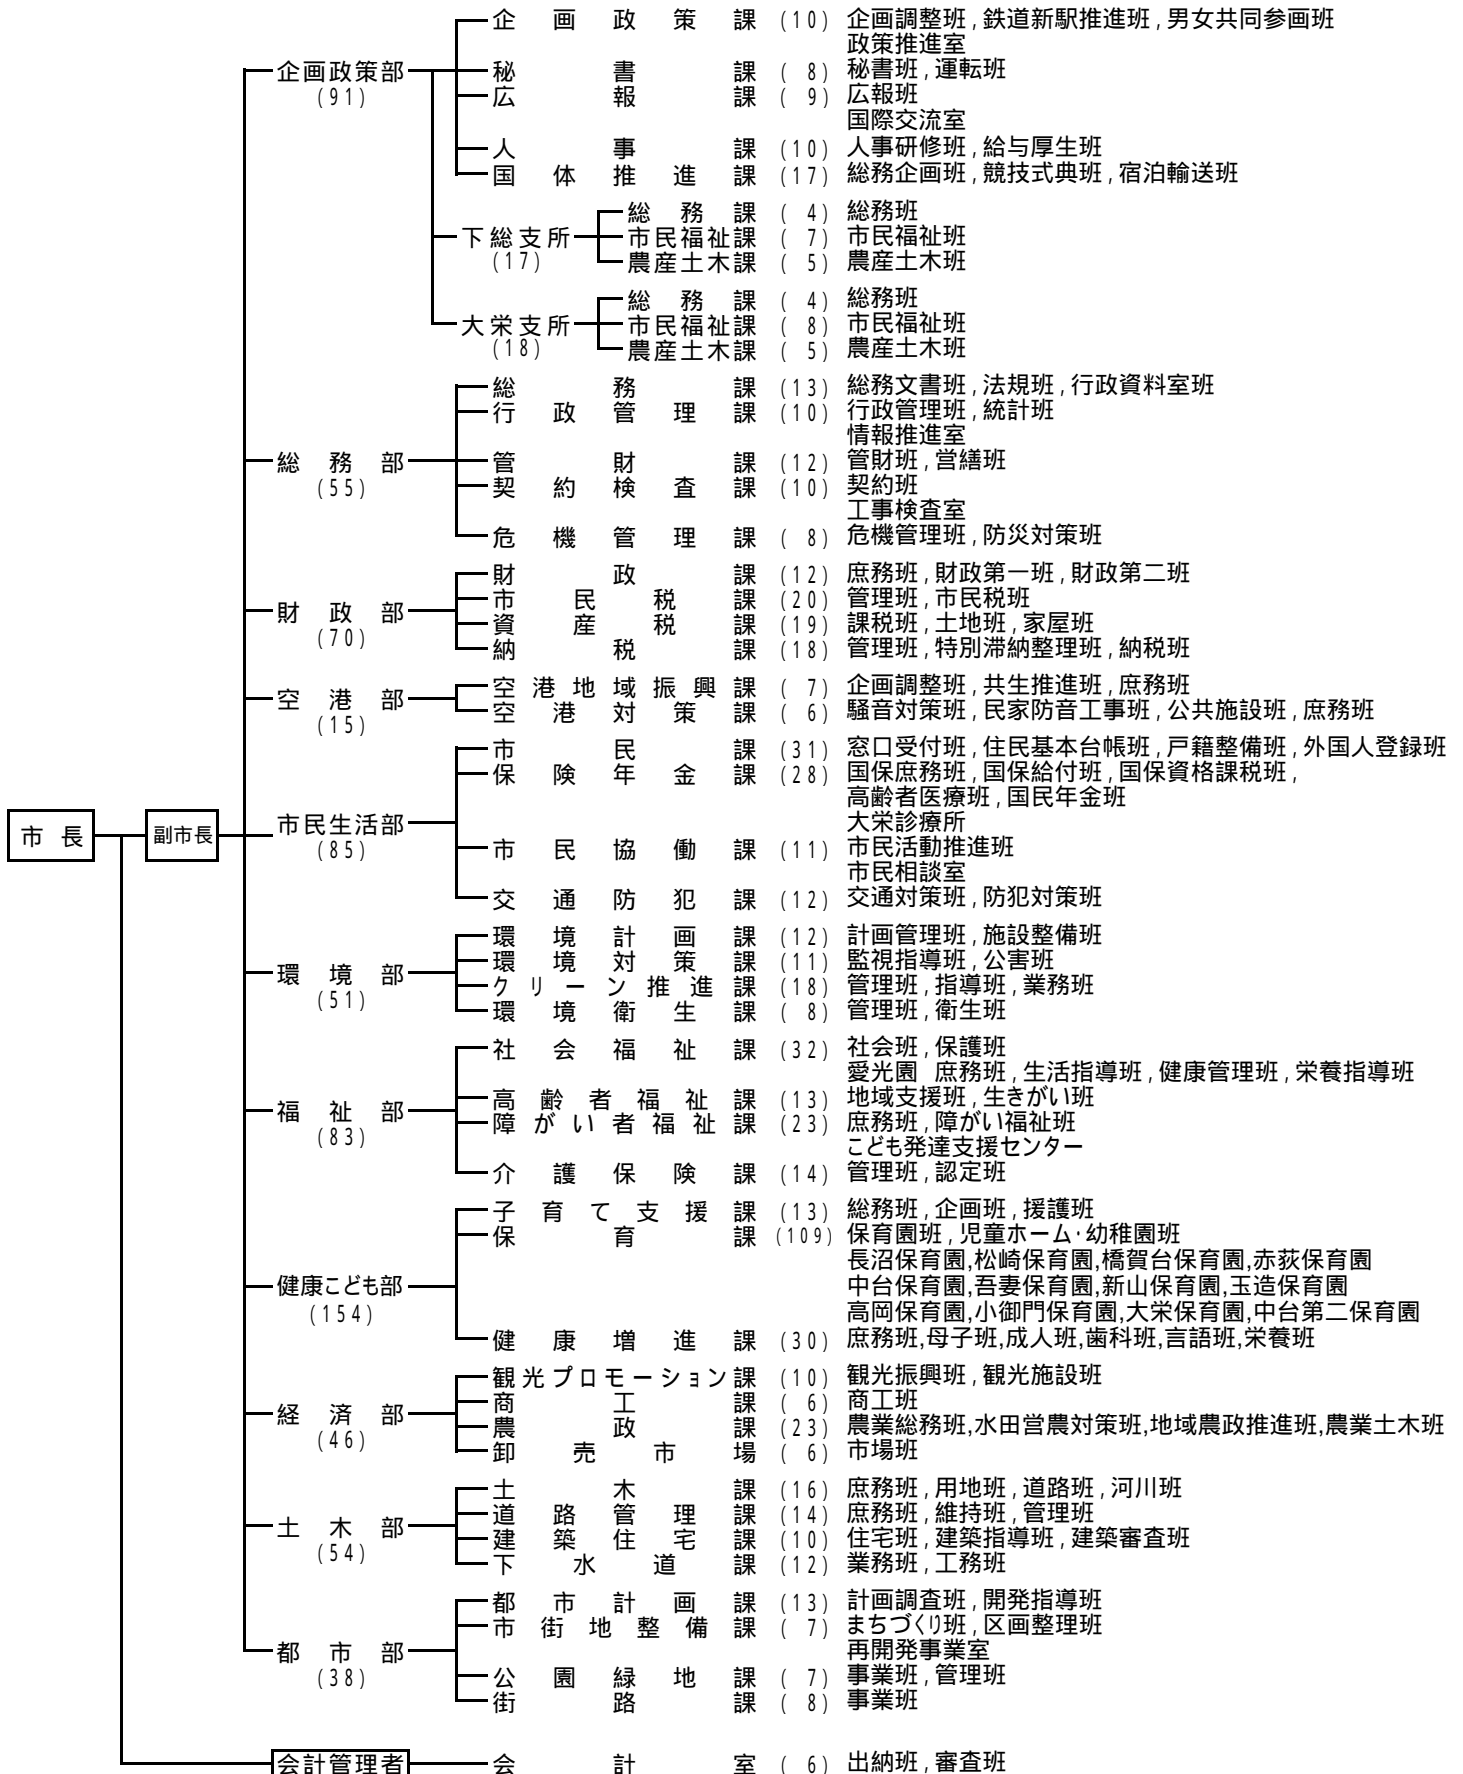 企画政策課 (10) 企画調整班,鉄道新駅推進班,男女共同参画班
政策推進室
企画政策部 秘書課 ( 8) 秘書班,運転班
(91) 広報課 ( 9) 広報班
国際交流室
人事課 (10) 人事研修班,給与厚生班
国体推進課 (17) 総務企画班,競技式典班,宿泊輸送班
総務課 ( 4) 総務班
下総支所 市民福祉課 ( 7) 市民福祉班
(17) 農産土木課 ( 5) 農産土木班
総務課 ( 4) 総務班
大栄支所 市民福祉課 ( 8) 市民福祉班
(18) 農産土木課 ( 5) 農産土木班
総務課 (13) 総務文書班,法規班,行政資料室班
行政管理課 (10) 行政管理班,統計班
情報推進室
総務部 管財課 (12) 管財班,営繕班
(55) 契約検査課 (10) 契約班
工事検査室
危機管理課 ( 8) 危機管理班,防災対策班
財政課 (12) 庶務班,財政第一班,財政第二班
市民税課 (20) 管理班,市民税班
財政部 資産税課 (19) 課税班,土地班,家屋班
(70) 納税課 (18) 管理班,特別滞納整理班,納税班
空港部 空港地域振興課 ( 7) 企画調整班,共生推進班,庶務班
(15) 空港対策課 ( 6) 騒音対策班,民家防音工事班,公共施設班,庶務班
市民課 (31) 窓口受付班,住民基本台帳班,戸籍整備班,外国人登録班
保険年金課 (28) 国保庶務班,国保給付班,国保資格課税班,
高齢者医療班,国民年金班
市長 副市長 市民生活部 大栄診療所
(85) 市民協働課 (11) 市民活動推進班
市民相談室
交通防犯課 (12) 交通対策班,防犯対策班
環境計画課 (12) 計画管理班,施設整備班
環境部 環境対策課 (11) 監視指導班,公害班
(51) クリーン推進課 (18) 管理班,指導班,業務班
環境衛生課 ( 8) 管理班,衛生班
社会福祉課 (32) 社会班,保護班
愛光園 庶務班,生活指導班,健康管理班,栄養指導班
福祉部 高齢者福祉課 (13) 地域支援班,生きがい班
(83) 障がい者福祉課 (23) 庶務班,障がい福祉班
こども発達支援センター
介護保険課 (14) 管理班,認定班
子育て支援課 (13) 総務班,企画班,援護班
保育課 (109) 保育園班,児童ホーム・幼稚園班
長沼保育園,松崎保育園,橋賀台保育園,赤荻保育園
健康こども部 中台保育園,吾妻保育園,新山保育園,玉造保育園
(154) 高岡保育園,小御門保育園,大栄保育園,中台第二保育園
健康増進課 (30) 庶務班,母子班,成人班,歯科班,言語班,栄養班
観光プロモーション課 (10) 観光振興班,観光施設班
商工課 ( 6) 商工班
経済部 農政課 (23) 農業総務班,水田営農対策班,地域農政推進班,農業土木班
(46) 卸売市場 ( 6) 市場班
土木課 (16) 庶務班,用地班,道路班,河川班
道路管理課 (14) 庶務班,維持班,管理班
土木部 建築住宅課 (10) 住宅班,建築指導班,建築審査班
(54) 下水道課 (12) 業務班,工務班
都市計画課 (13) 計画調査班,開発指導班
市街地整備課 ( 7) まちづくり班,区画整理班
都市部 再開発事業室
(38) 公園緑地課 ( 7) 事業班,管理班
街路課 ( 8) 事業班
会計管理者 会計室 ( 6) 出納班,審査班